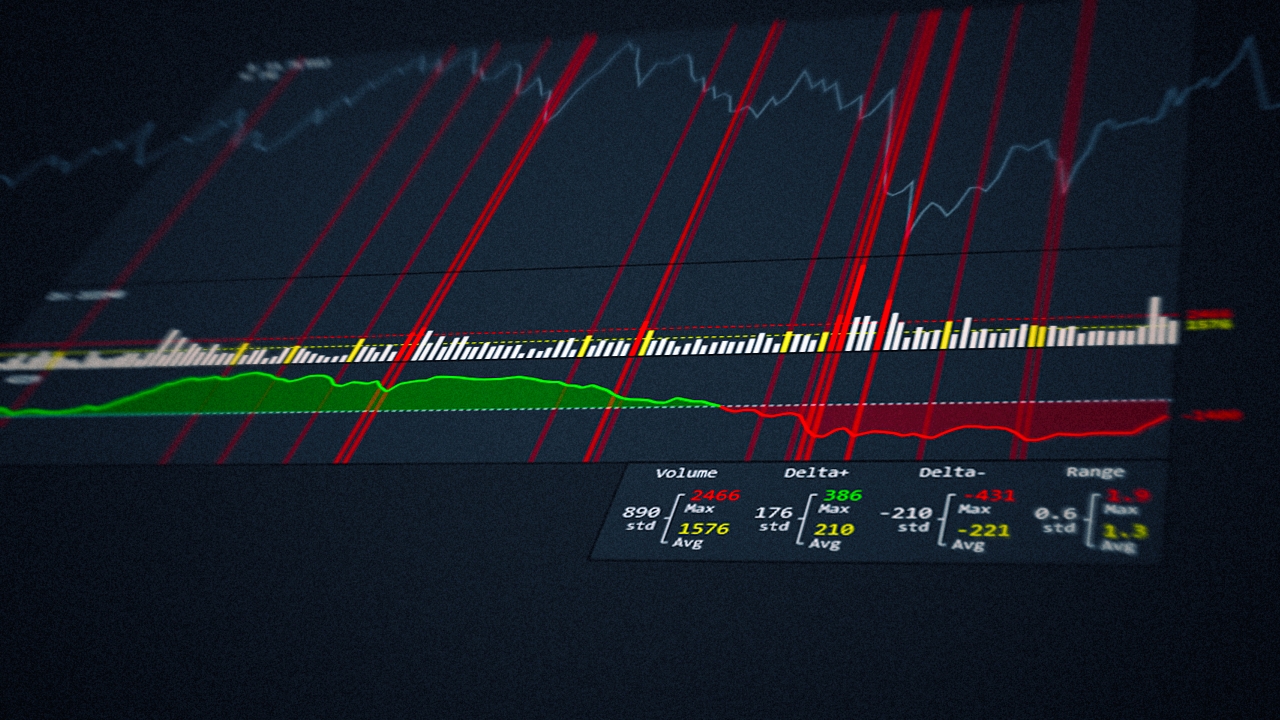 2466
1576
-2460
Volume Delta+ Delta- Range
2466 386 -431 1.9
890 Max 176 Max -210 Max 0.6 Max
std 1576 std 210 std -221 std 1.3
Avg Avg Avg Avg